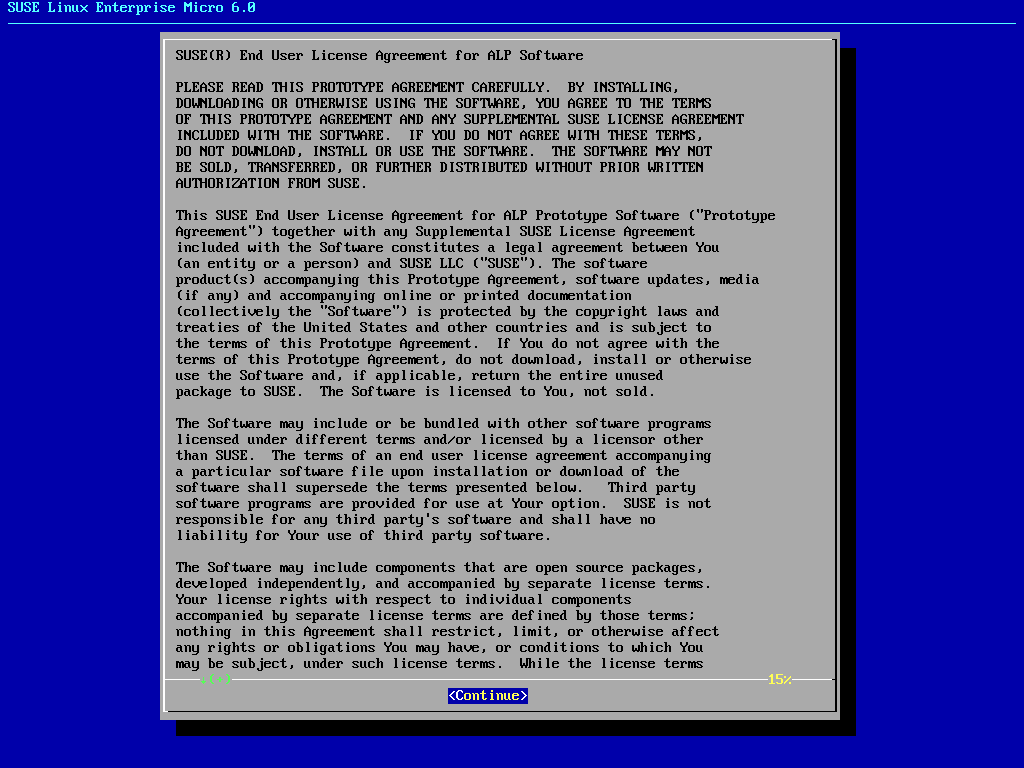 SUSE Linux Enterprise Micro 6.0
SUSE(R) End User License Agreement for ALP Software
PLEASE READ THIS PROTOTYPE AGREEMENT CAREFULLY.  BY INSTALLING,
DOWNLOADING OR OTHERWISE USING THE SOFTWARE, YOU AGREE TO THE TERMS
OF THIS PROTOTYPE AGREEMENT AND ANY SUPPLEMENTAL SUSE LICENSE AGREEMENT
INCLUDED WITH THE SOFTWARE.  IF YOU DO NOT AGREE WITH THESE TERMS,
DO NOT DOWNLOAD, INSTALL OR USE THE SOFTWARE.  THE SOFTWARE MAY NOT
BE SOLD, TRANSFERRED, OR FURTHER DISTRIBUTED WITHOUT PRIOR WRITTEN
AUTHORIZATION FROM SUSE.
This SUSE End User License Agreement for ALP Prototype Software ("Prototype
Agreement") together with any Supplemental SUSE License Agreement
included with the Software constitutes a legal agreement between You
(an entity or a person) and SUSE LLC ("SUSE"). The software
product(s) accompanying this Prototype Agreement, software updates, media
(if any) and accompanying online or printed documentation
(collectively the "Software") is protected by the copyright laws and
treaties of the United States and other countries and is subject to
the terms of this Prototype Agreement.  If You do not agree with the
terms of this Prototype Agreement, do not download, install or otherwise
use the Software and, if applicable, return the entire unused
package to SUSE.  The Software is licensed to You, not sold.
The Software may include or be bundled with other software programs
licensed under different terms and/or licensed by a licensor other
than SUSE.  The terms of an end user license agreement accompanying
a particular software file upon installation or download of the
software shall supersede the terms presented below.   Third party
software programs are provided for use at Your option.  SUSE is not
responsible for any third party's software and shall have no
liability for Your use of third party software.
The Software may include components that are open source packages,
developed independently, and accompanied by separate license terms.
Your license rights with respect to individual components
accompanied by separate license terms are defined by those terms;
nothing in this Agreement shall restrict, limit, or otherwise affect
any rights or obligations You may have, or conditions to which You
may be subject, under such license terms.  While the license terms
15%
<Continue>